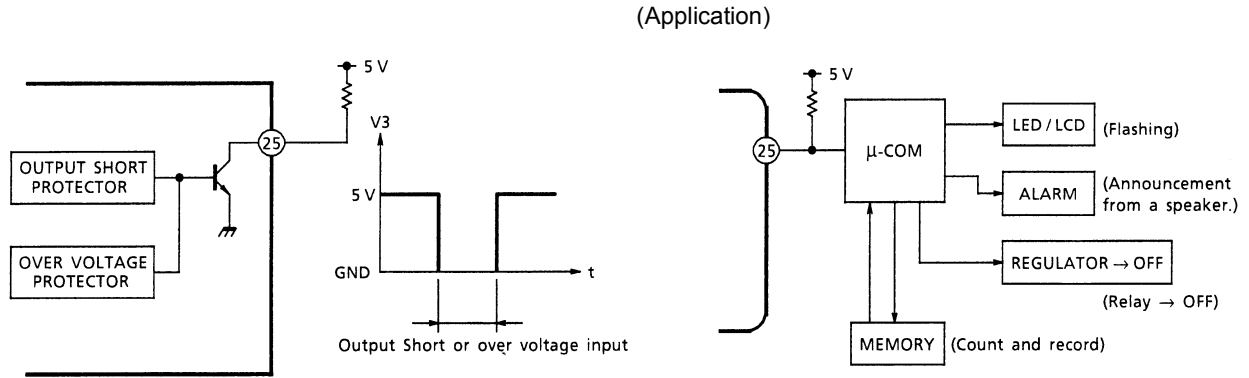 (Application)
5 V
25
V3
OUTPUT SHORT
PROTECTOR
5 V
OVER VOLTAGE
PROTECTOR
GND
t
Output Short or over voltage input
5 V
25
μ-COM
LED / LCD (Flashing)
ALARM (Announcement
from a speaker.)
REGULATOR → OFF
(Relay → OFF)
MEMORY (Count and record)